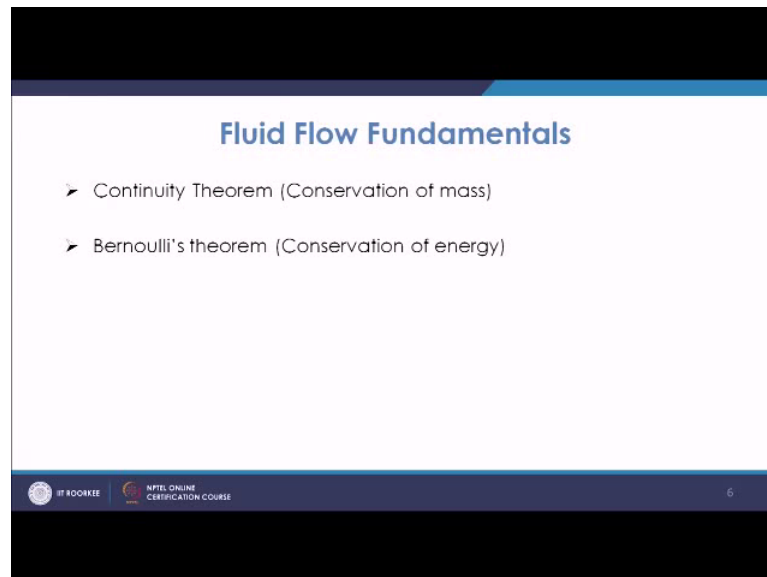 Fluid Flow Fundamentals
➤ Continuity Theorem (Conservation of mass)
➤ Bernoulli's theorem (Conservation of energy)
IIT ROORKEE
NPTEL ONLINE
CERTIFICATION COURSE
6